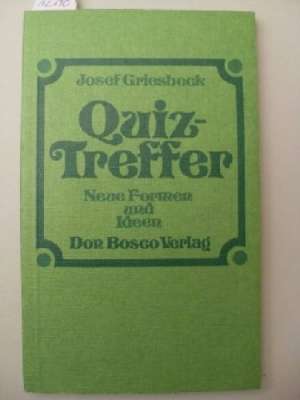 Josef Griesbeck
Quiz-
Treffer
Neue Formen
und
Ideen
Don Bosco Verlag